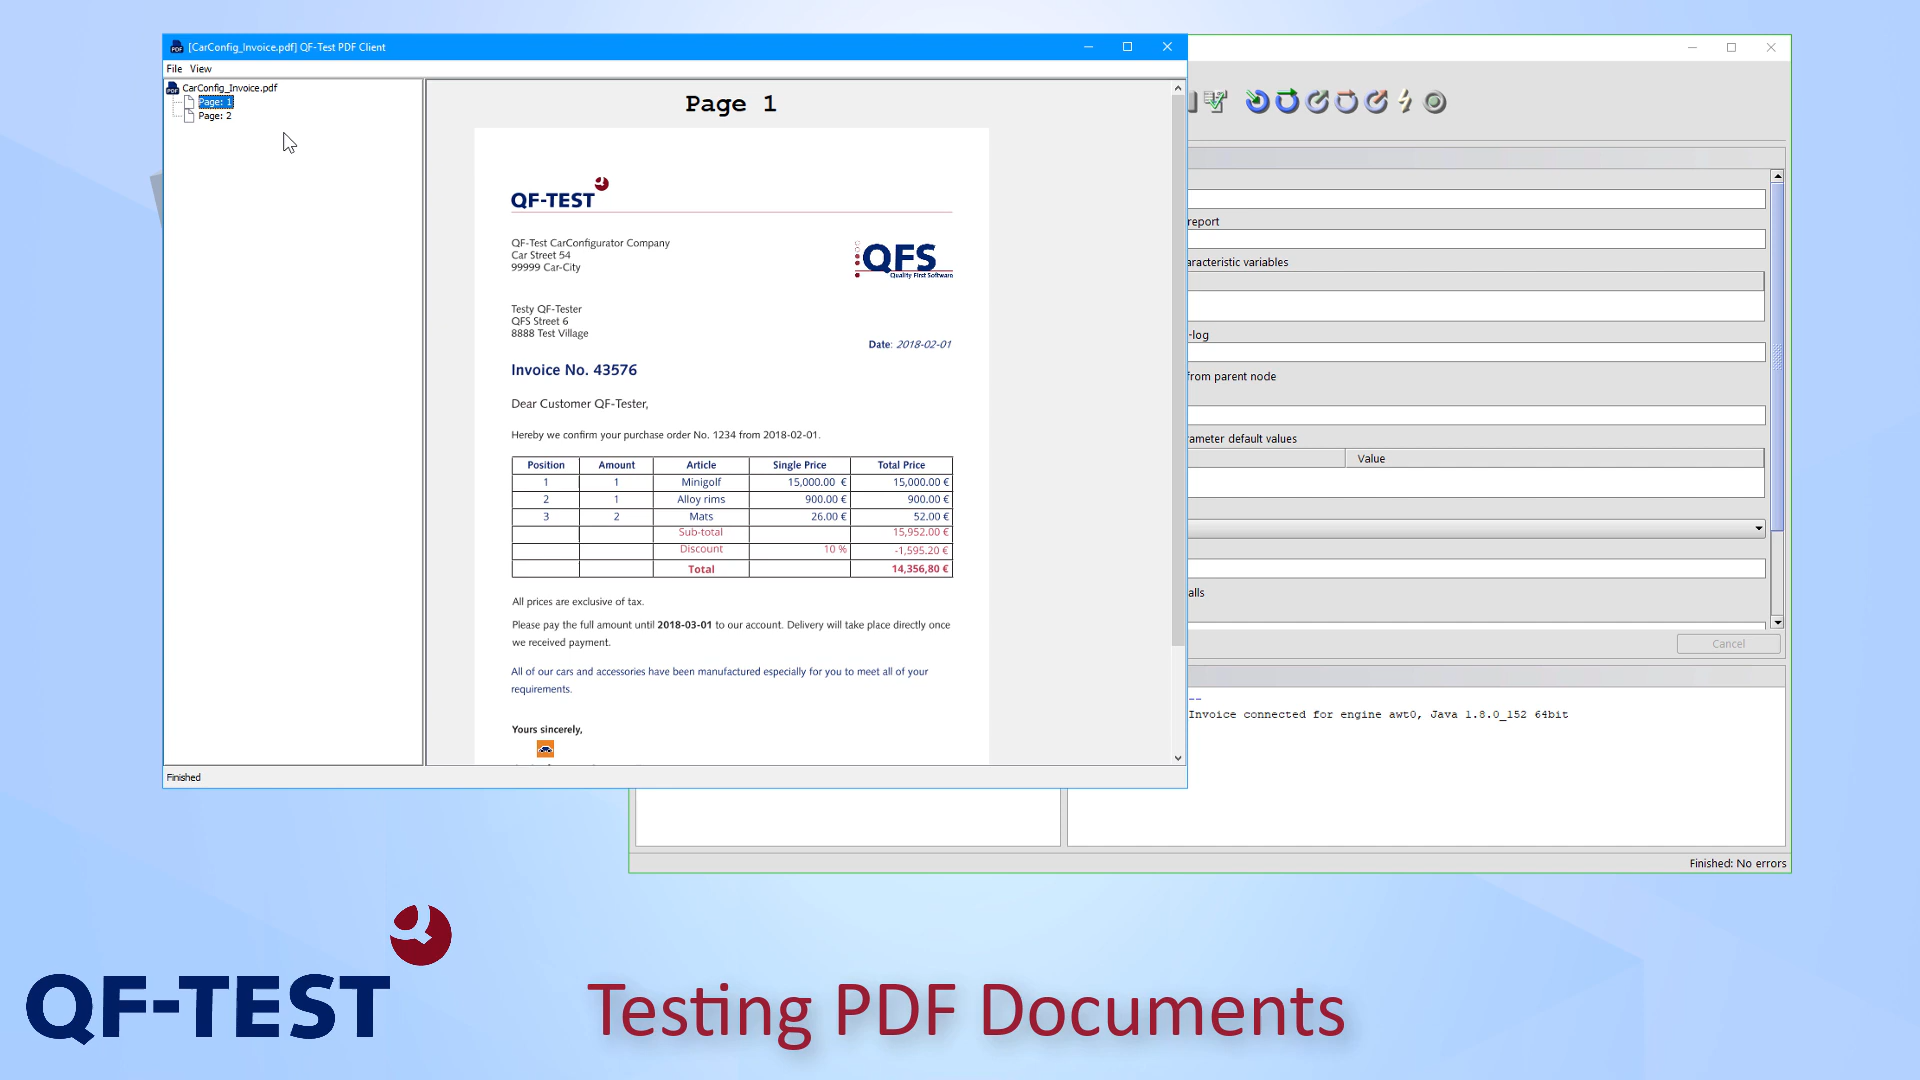 [CarConfig_Invoice.pdf] QF-Test PDF Client
File View
CarConfig_Invoice.pdf
Page: 1
Page: 2
Page 1
QF-TEST
QF-Test CarConfigurator Company
Car Street 54
99999 Car-City
QFS
Quality First Software
Testy QF-Tester
QFS Street 6
8888 Test Village
Date: 2018-02-01
Invoice No. 43576
Dear Customer QF-Tester,
Hereby we confirm your purchase order No. 1234 from 2018-02-01.
Position Amount Article Single Price Total Price
1 1 Minigolf 15,000.00 € 15,000.00 €
2 1 Alloy rims 900.00 € 900.00 €
3 2 Mats 26.00 € 52.00 €
Sub-total 15,952.00 €
Discount 10 % -1,595.20 €
Total 14,356,80 €
All prices are exclusive of tax.
Please pay the full amount until 2018-03-01 to our account. Delivery will take place directly once
we received payment.
All of our cars and accessories have been manufactured especially for you to meet all of your
requirements.
Yours sincerely,
Finished
report
aracteristic variables
-log
from parent node
rameter default values
Value
alls
Cancel
--
Invoice connected for engine awt0, Java 1.8.0_152 64bit
Finished: No errors
QF-TEST
Testing PDF Documents